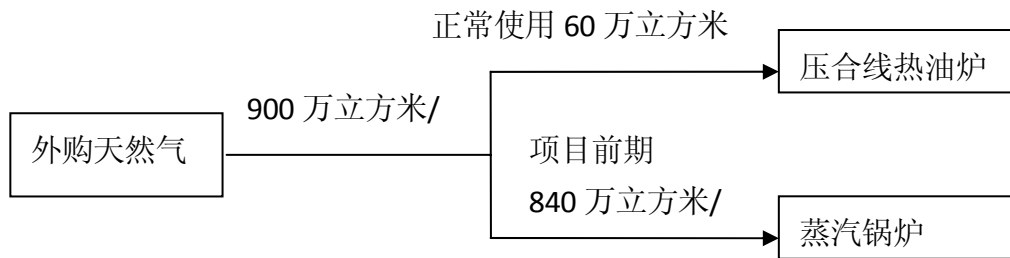 正常使用 60 万立方米
压合线热油炉
900 万立方米/
外购天然气
项目前期
840 万立方米/
蒸汽锅炉